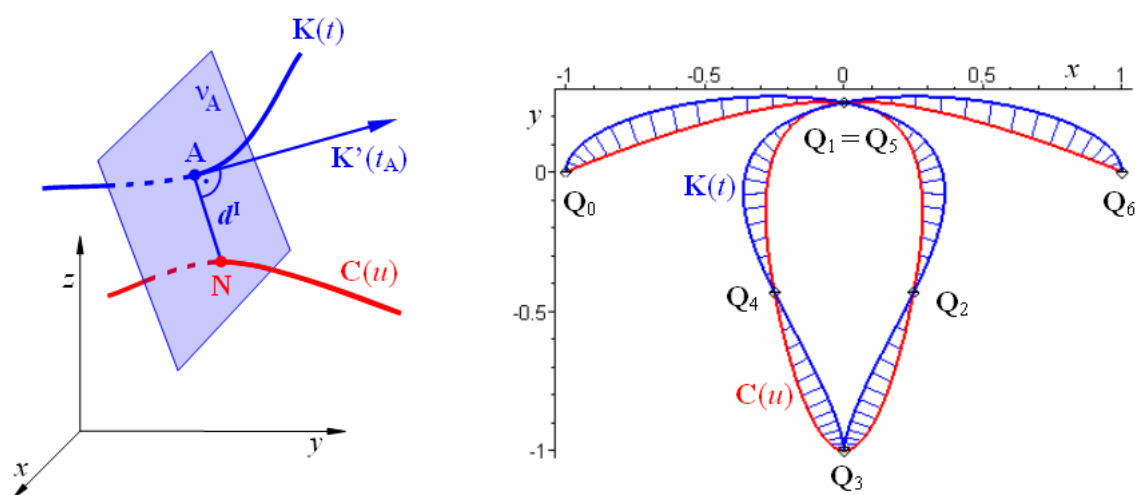 K(t)
ν_A
A
K'(t_A)
d^I
N
C(u)
z
y
x
-1 -0,5 0 0,5 x 1
y
0
-0.5
-1
Q_0
Q_1 = Q_5
Q_6
K(t)
Q_4
Q_2
C(u)
Q_3